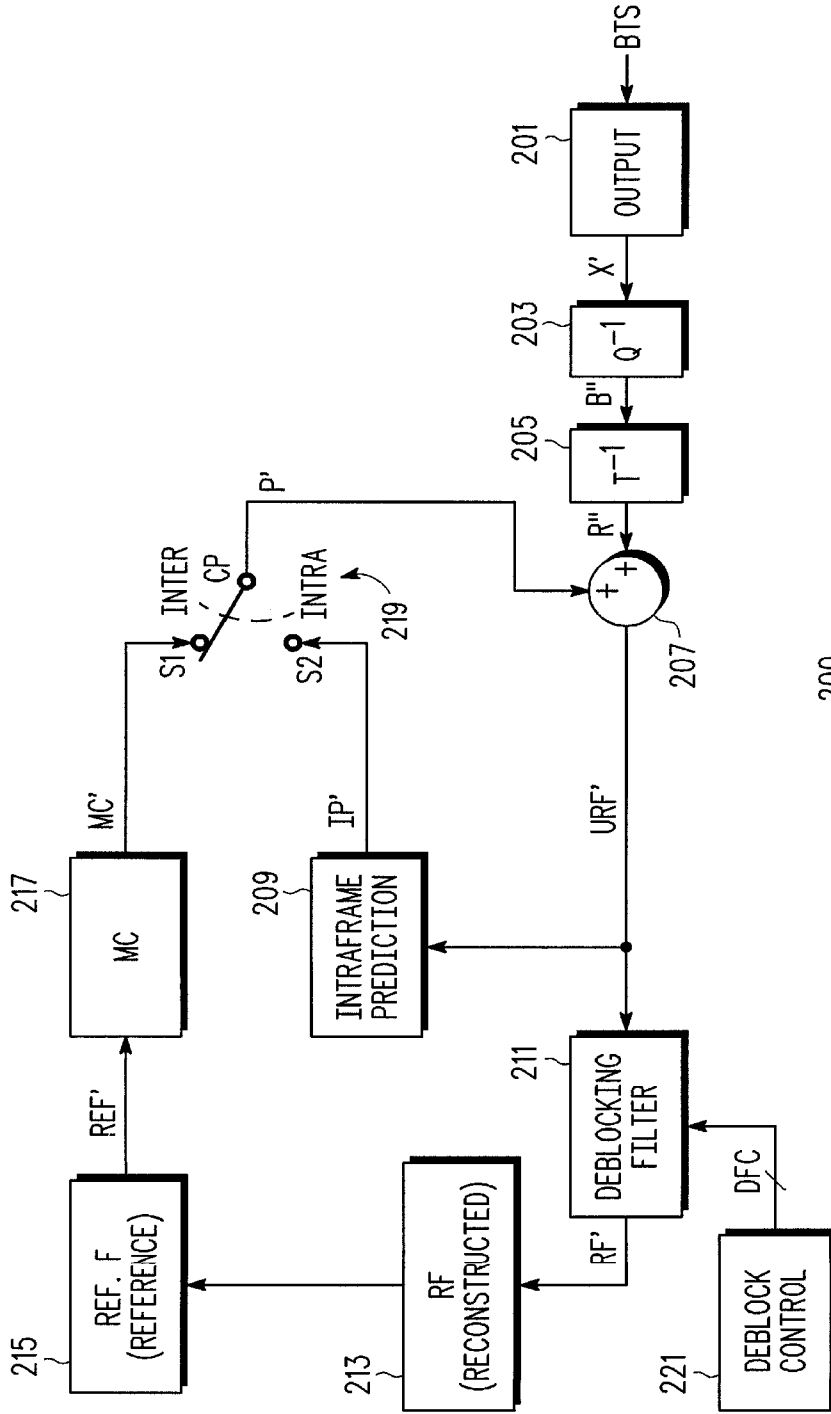 215
REF. F
(REFERENCE)
REF'
217
MC
MC'
S1
INTER
CP
P'
S2
INTRA
219
209
INTRAFRAME
PREDICTION
IP'
213
RF
(RECONSTRUCTED)
RF'
211
DEBLOCKING
FILTER
URF'
207
+
+
R"
205
T-1
B"
203
Q-1
X'
201
OUTPUT
BTS
221
DEBLOCK
CONTROL
DFC
200